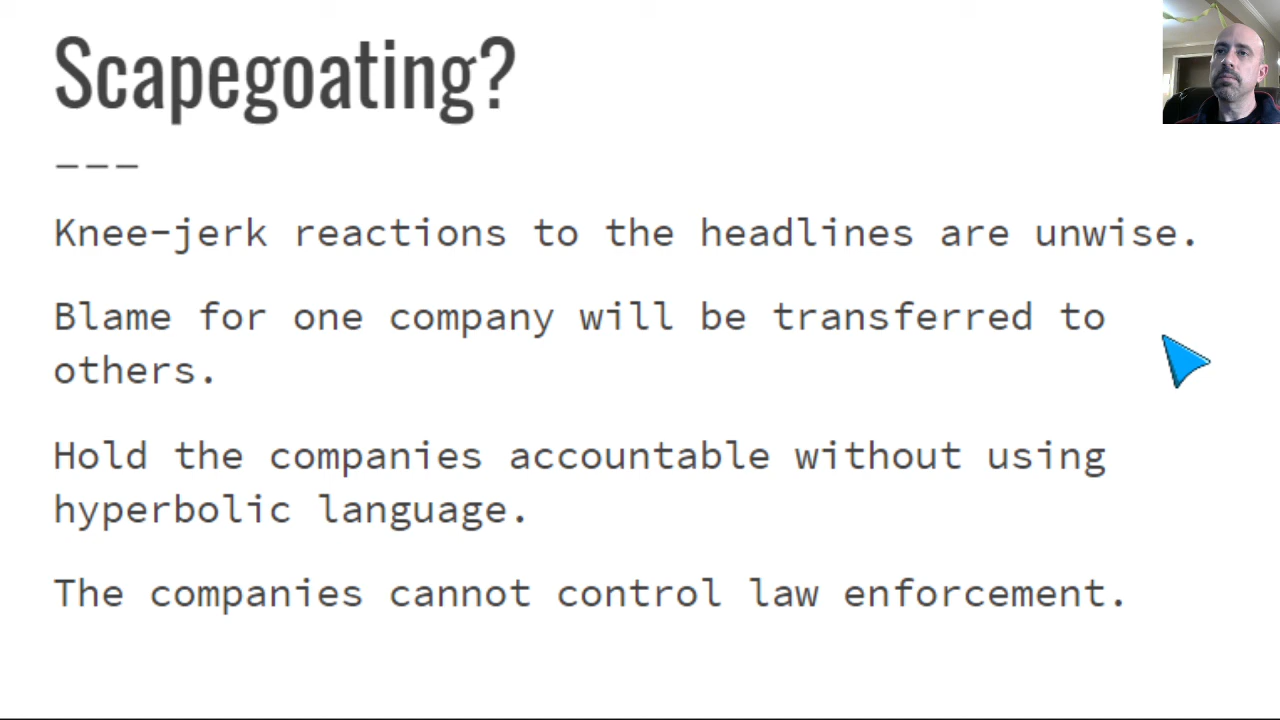 Scapegoating?
---
Knee-jerk reactions to the headlines are unwise.
Blame for one company will be transferred to
others.
Hold the companies accountable without using
hyperbolic language.
The companies cannot control law enforcement.